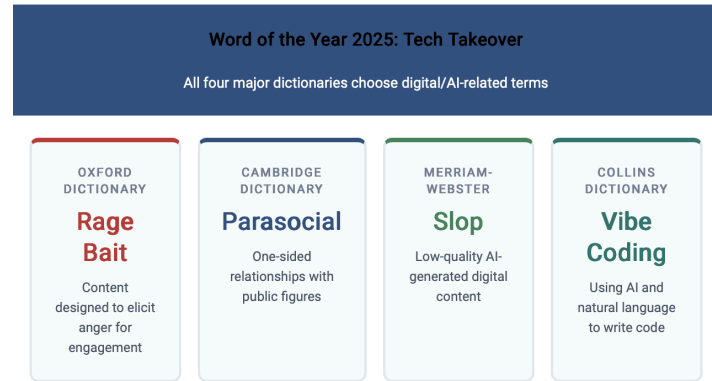 Word of the Year 2025: Tech Takeover
All four major dictionaries choose digital/AI-related terms
OXFORD
DICTIONARY
Rage
Bait
Content
designed to elicit
anger for
engagement
CAMBRIDGE
DICTIONARY
Parasocial
One-sided
relationships with
public figures
MERRIAM-
WEBSTER
Slop
Low-quality AI-
generated digital
content
COLLINS
DICTIONARY
Vibe
Coding
Using AI and
natural language
to write code